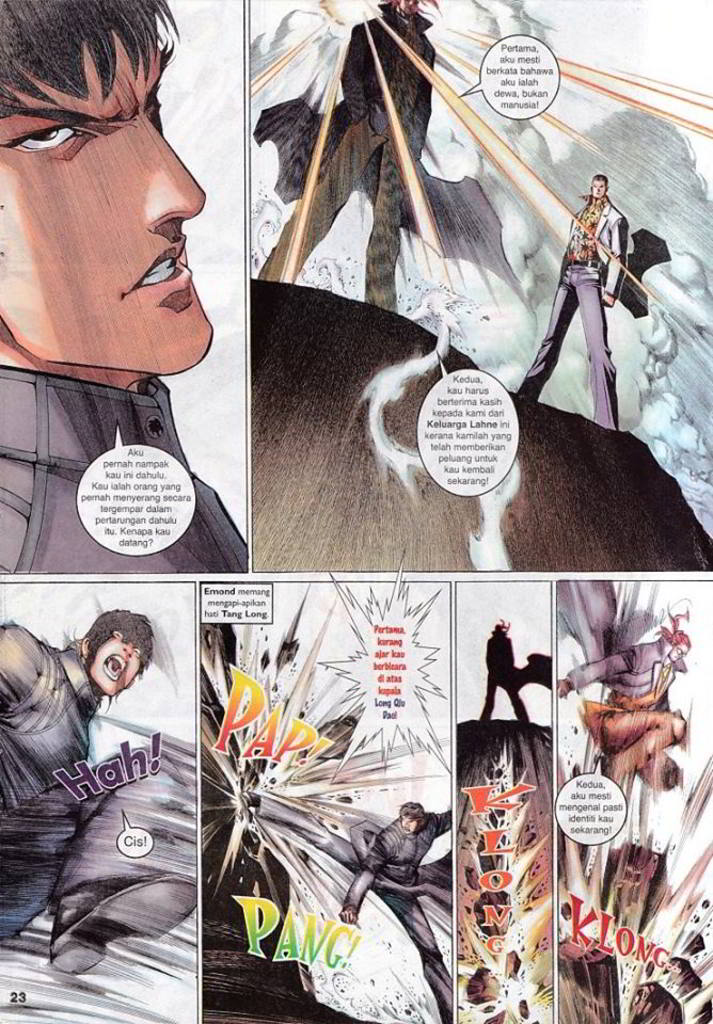 Aku
pernah nampak
kau ini dahulu.
Kau ialah orang yang
pernah menyerang secara
tergempar dalam
pertarungan dahulu
itu. Kenapa kau
datang?
Pertama,
aku mesti
berkata bahawa
aku ialah
dewa, bukan
manusia!
Kedua,
kau harus
berterima kasih
kepada kami dari
Keluarga Lahne ini
kerana kamilah yang
telah memberikan
peluang untuk
kau kembali
sekarang!
Hah!
Cis!
Emond memang
mengapi-apikan
hati Tang Long.
Pertama,
kurang
ajar kau
berbicara
di atas
kepala
Long Qiu
Dao!
PAP!
PANG!
KLONG
Kedua,
aku mesti
mengenal pasti
identiti kau
sekarang!
KLONG
23